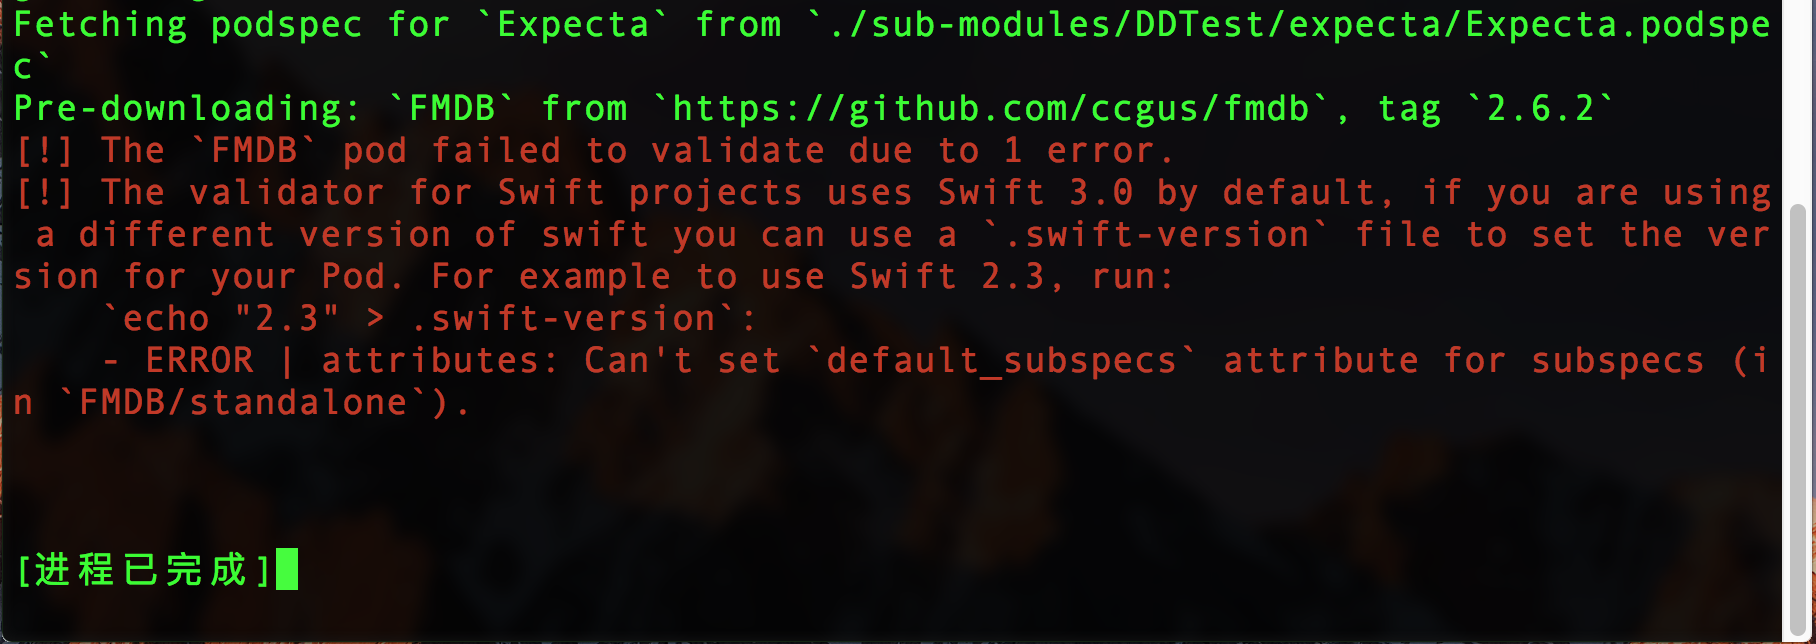 Fetching podspec for `Expecta` from `./sub-modules/DDTest/expecta/Expecta.podspe
c`
Pre-downloading: `FMDB` from `https://github.com/ccgus/fmdb`, tag `2.6.2`
[!] The `FMDB` pod failed to validate due to 1 error.
[!] The validator for Swift projects uses Swift 3.0 by default, if you are using
 a different version of swift you can use a `.swift-version` file to set the ver
sion for your Pod. For example to use Swift 2.3, run:
    `echo "2.3" > .swift-version`:
    - ERROR | attributes: Can't set `default_subspecs` attribute for subspecs (i
n `FMDB/standalone`).
[进程已完成]